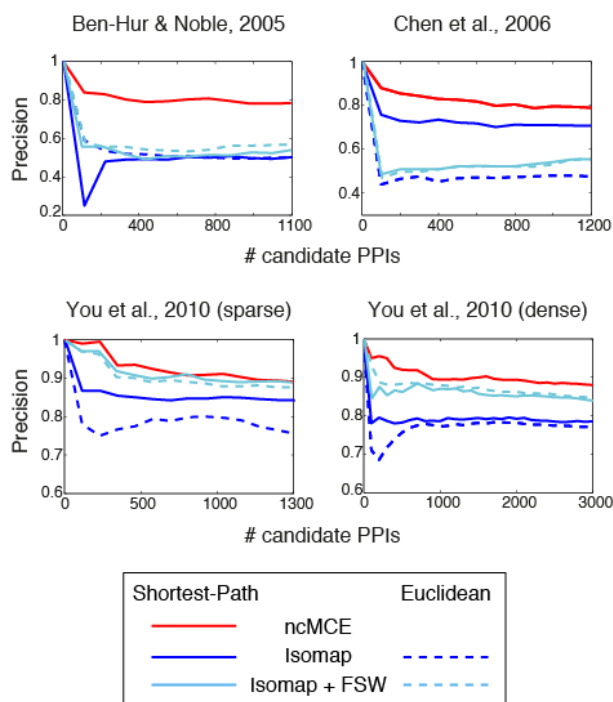 Ben-Hur & Noble, 2005
Chen et al., 2006
Precision
1
0.8
0.6
0.4
0.2
0 400 800 1100
1
0.8
0.6
0.4
0 400 800 1200
# candidate PPIs
# candidate PPIs
You et al., 2010 (sparse)
You et al., 2010 (dense)
Precision
1
0.9
0.8
0.7
0.6
0 500 1000 1300
1
0.9
0.8
0.7
0.6
0 1000 2000 3000
# candidate PPIs
# candidate PPIs
Shortest-Path Euclidean
ncMCE
Isomap
Isomap + FSW